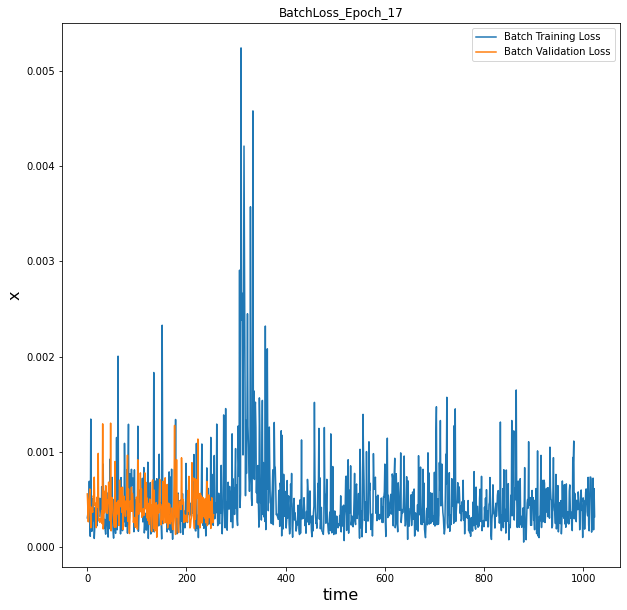 BatchLoss_Epoch_17
Batch Training Loss
Batch Validation Loss
0.005
0.004
0.003
0.002
0.001
0.000
x
0 200 400 600 800 1000
time